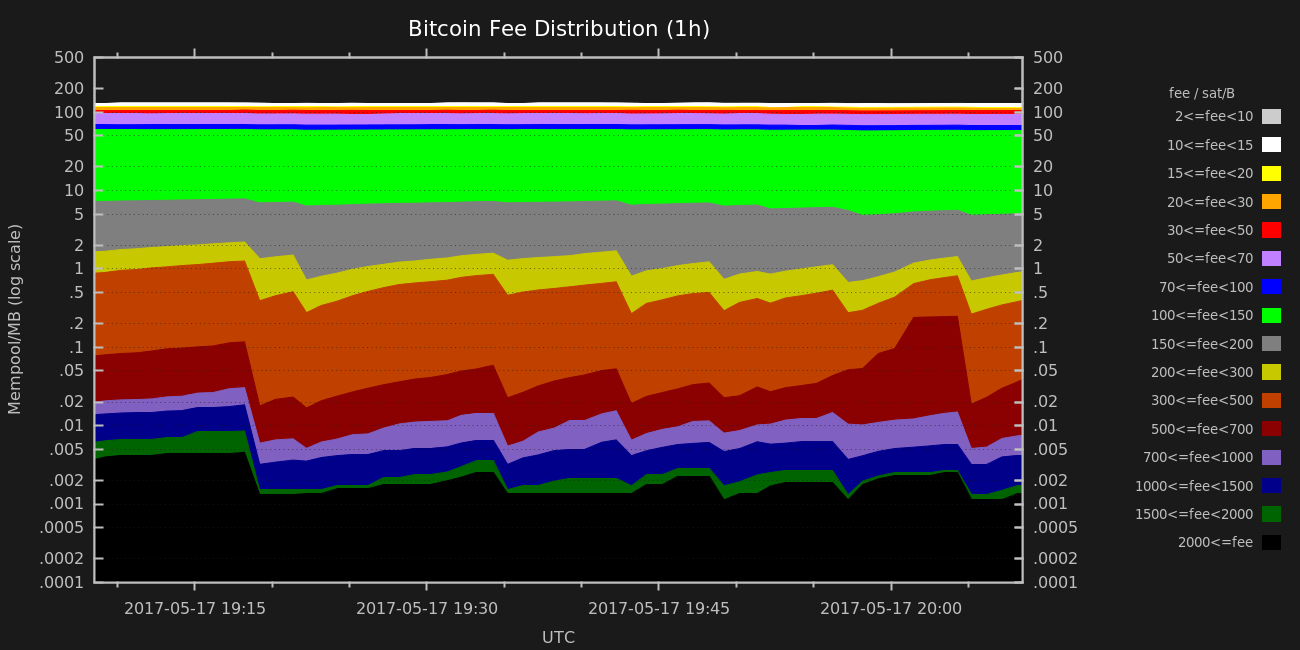 Bitcoin Fee Distribution (1h)
500
200
100
50
20
10
5
2
1
.5
.2
.1
.05
.02
.01
.005
.002
.001
.0005
.0002
.0001
Mempool/MB (log scale)
500
200
100
50
20
10
5
2
1
.5
.2
.1
.05
.02
.01
.005
.002
.001
.0005
.0002
.0001
2017-05-17 19:15
2017-05-17 19:30
2017-05-17 19:45
2017-05-17 20:00
UTC
fee / sat/B
2<=fee<10
10<=fee<15
15<=fee<20
20<=fee<30
30<=fee<50
50<=fee<70
70<=fee<100
100<=fee<150
150<=fee<200
200<=fee<300
300<=fee<500
500<=fee<700
700<=fee<1000
1000<=fee<1500
1500<=fee<2000
2000<=fee